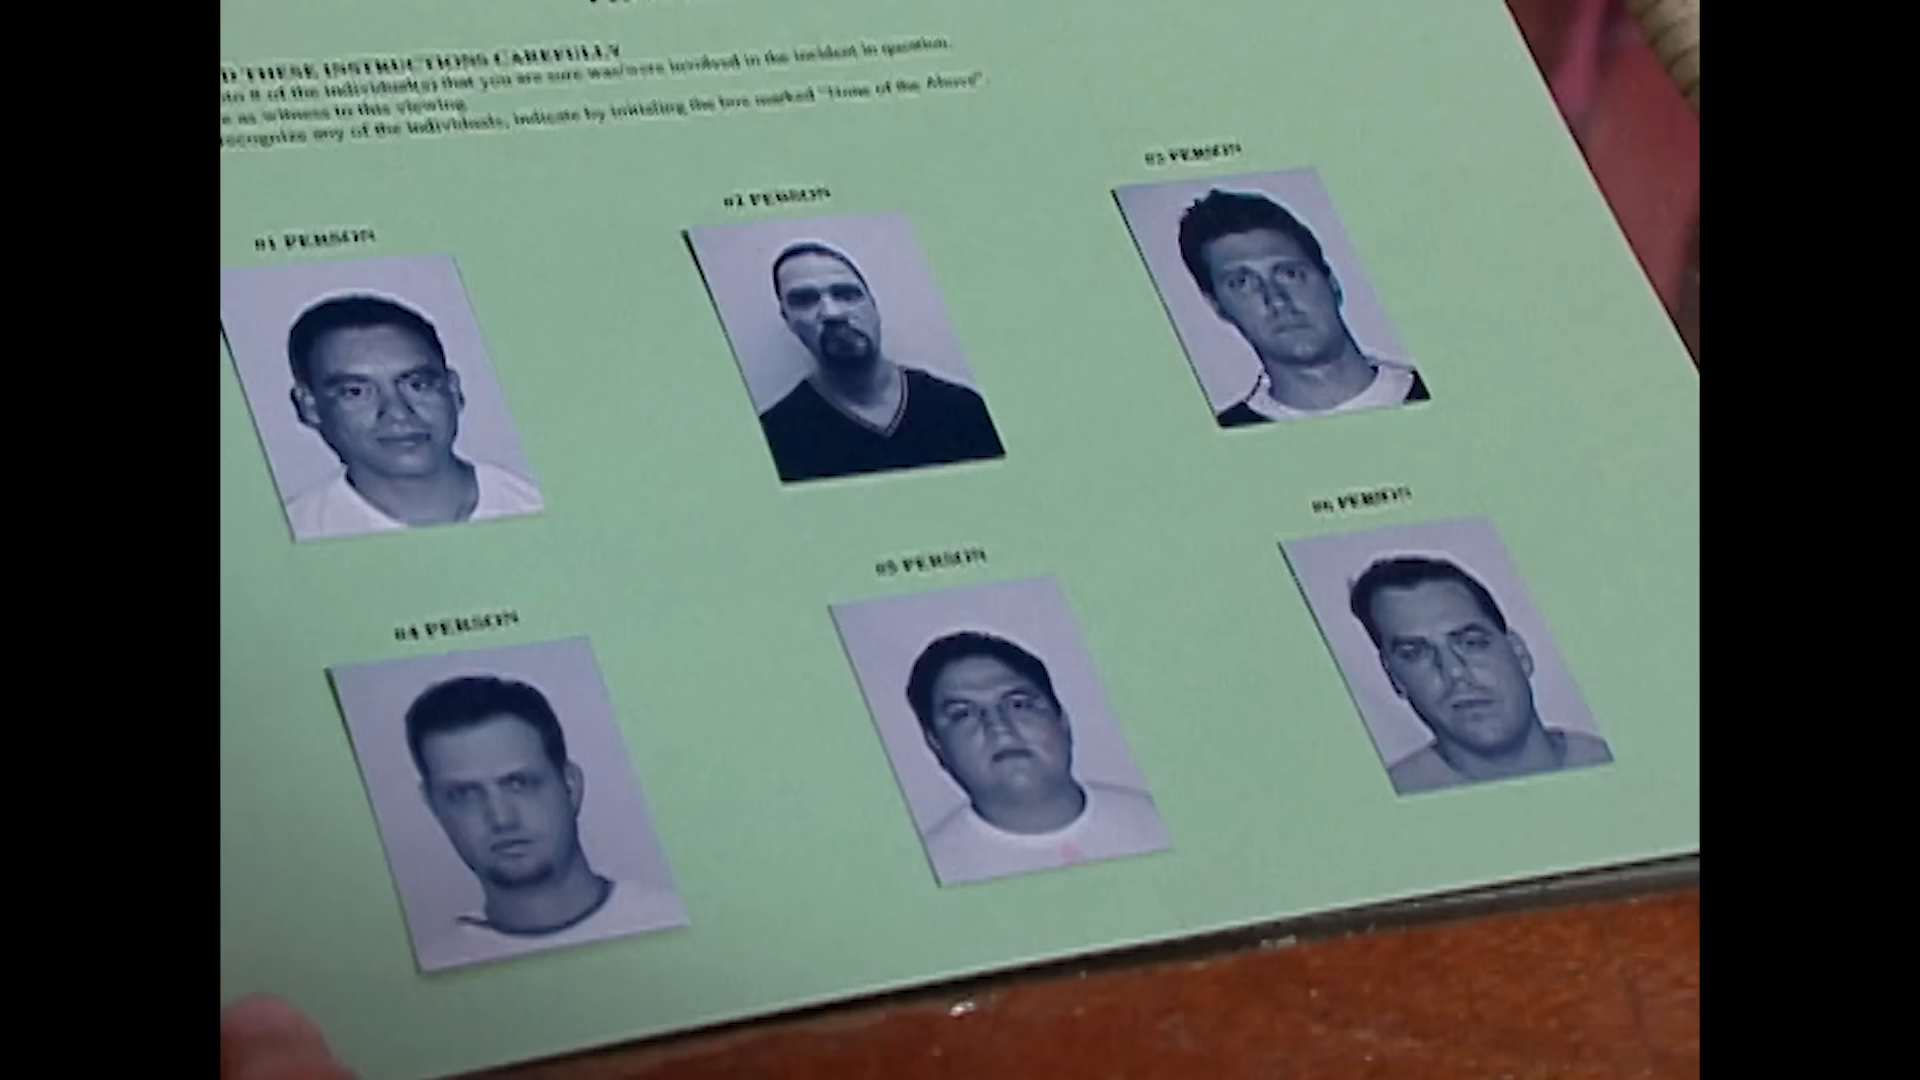 THESE INSTRUCTIONS CAREFULLY
of the individual(s) that you are sure was/were involved in the incident in question.
as witness to this viewing
recognize any of the individuals, indicate by initialing the box marked "None of the Above".
#1 PERSON
#2 PERSON
#3 PERSON
#4 PERSON
#5 PERSON
#6 PERSON